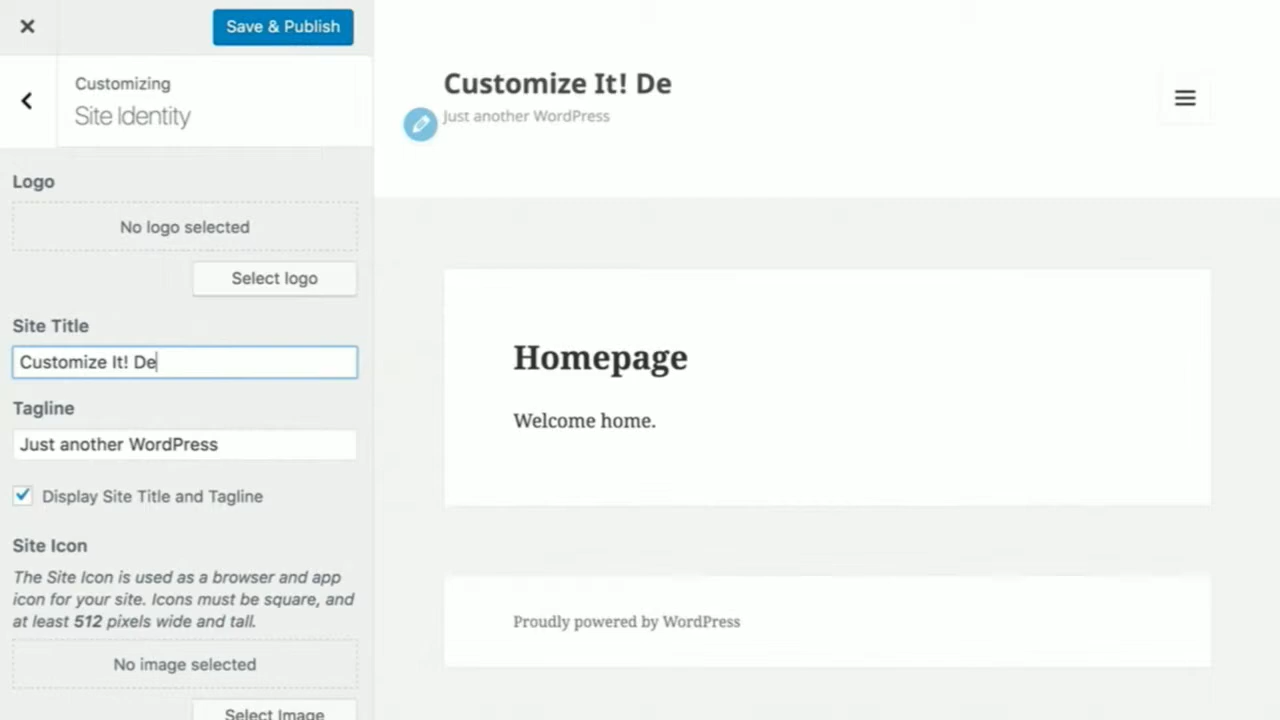 Save & Publish
Customizing
Site Identity
Logo
No logo selected
Select logo
Site Title
Customize It! De
Tagline
Just another WordPress
Display Site Title and Tagline
Site Icon
The Site Icon is used as a browser and app
icon for your site. Icons must be square, and
at least 512 pixels wide and tall.
No image selected
Select Image
Customize It! De
Just another WordPress
Homepage
Welcome home.
Proudly powered by WordPress